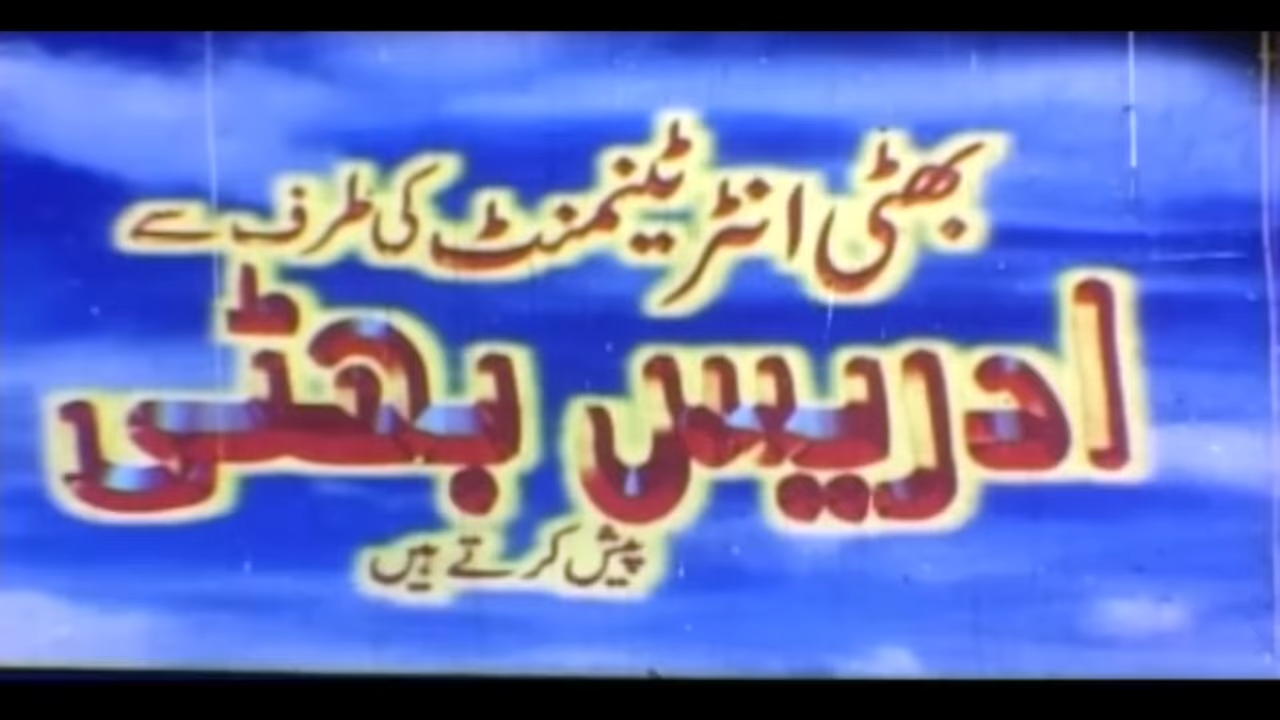 بھٹی انٹرٹینمنٹ کی طرف سے
ادریس بھٹی
پیش کرتے ہیں